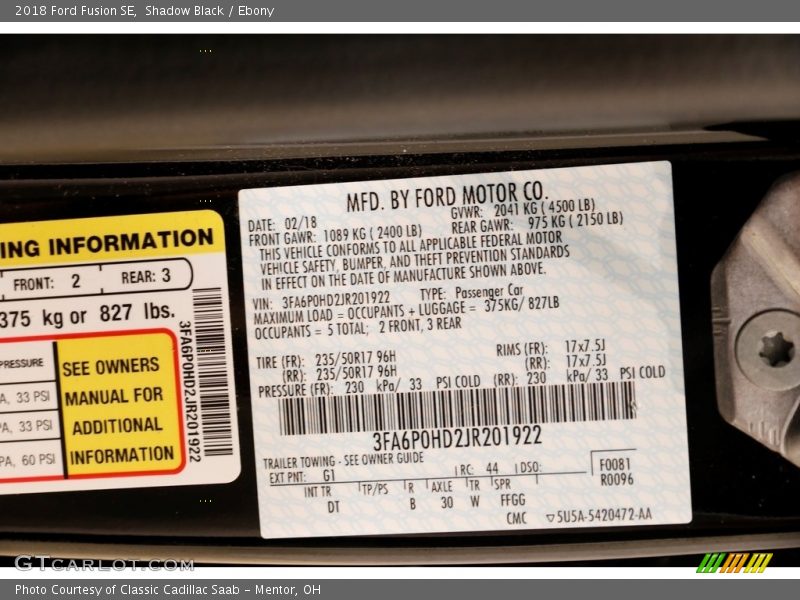 2018 Ford Fusion SE, Shadow Black / Ebony
ING INFORMATION
FRONT: 2 REAR: 3
375 kg or 827 lbs.
PRESSURE
A, 33 PSI
PA, 33 PSI
PA, 60 PSI
SEE OWNERS
MANUAL FOR
ADDITIONAL
INFORMATION
3FA6P0HD2JR201922
MFD. BY FORD MOTOR CO.
DATE: 02/18 GVWR: 2041 KG ( 4500 LB)
FRONT GAWR: 1089 KG ( 2400 LB) REAR GAWR: 975 KG ( 2150 LB)
THIS VEHICLE CONFORMS TO ALL APPLICABLE FEDERAL MOTOR
VEHICLE SAFETY, BUMPER, AND THEFT PREVENTION STANDARDS
IN EFFECT ON THE DATE OF MANUFACTURE SHOWN ABOVE.
VIN: 3FA6P0HD2JR201922 TYPE: Passenger Car
MAXIMUM LOAD = OCCUPANTS + LUGGAGE = 375KG/ 827LB
OCCUPANTS = 5 TOTAL; 2 FRONT, 3 REAR
TIRE (FR): 235/50R17 96H RIMS (FR): 17x7.5J
(RR): 235/50R17 96H (RR): 17x7.5J
PRESSURE (FR): 230 kPa/ 33 PSI COLD (RR): 230 kPa/ 33 PSI COLD
3FA6P0HD2JR201922
TRAILER TOWING - SEE OWNER GUIDE
EXT PNT: G1 RC: 44 DSO: F0081
R0096
INT TR TP/PS R AXLE TR SPR
DT B 30 W FFGG
CMC ▽5U5A-5420472-AA
GTcarlot.com
Photo Courtesy of Classic Cadillac Saab - Mentor, OH